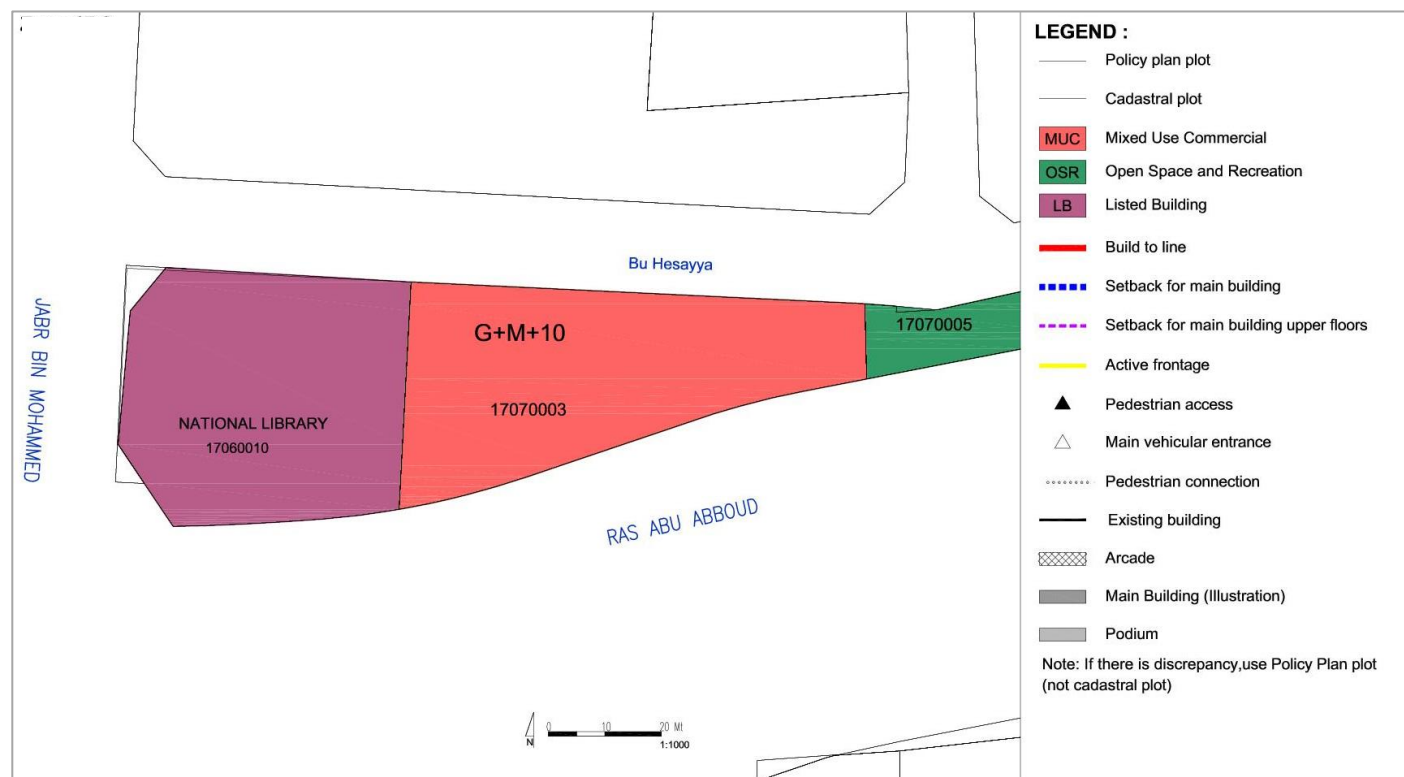 Bu Hesayya
G+M+10
17070005
17070003
NATIONAL LIBRARY
17060010
JABR BIN MOHAMMED
RAS ABU ABBOUD
N
0 10 20 Mt
1:1000
LEGEND :
Policy plan plot
Cadastral plot
MUC Mixed Use Commercial
OSR Open Space and Recreation
LB Listed Building
Build to line
Setback for main building
Setback for main building upper floors
Active frontage
Pedestrian access
Main vehicular entrance
Pedestrian connection
Existing building
Arcade
Main Building (Illustration)
Podium
Note: If there is discrepancy,use Policy Plan plot
(not cadastral plot)